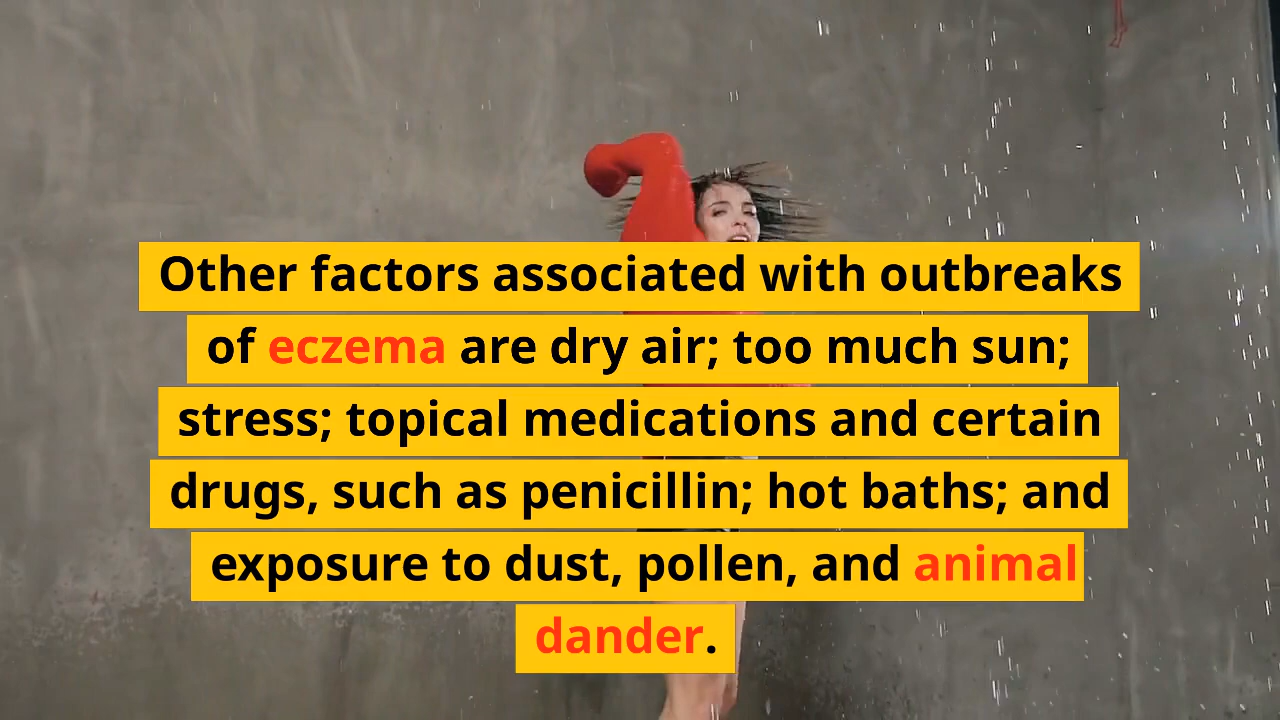 Other factors associated with outbreaks
of eczema are dry air; too much sun;
stress; topical medications and certain
drugs, such as penicillin; hot baths; and
exposure to dust, pollen, and animal
dander.